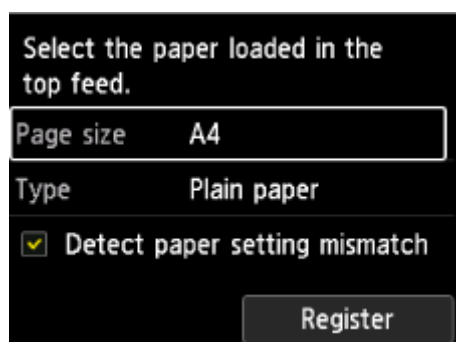 Select the paper loaded in the
top feed.
Page size A4
Type Plain paper
Detect paper setting mismatch
Register